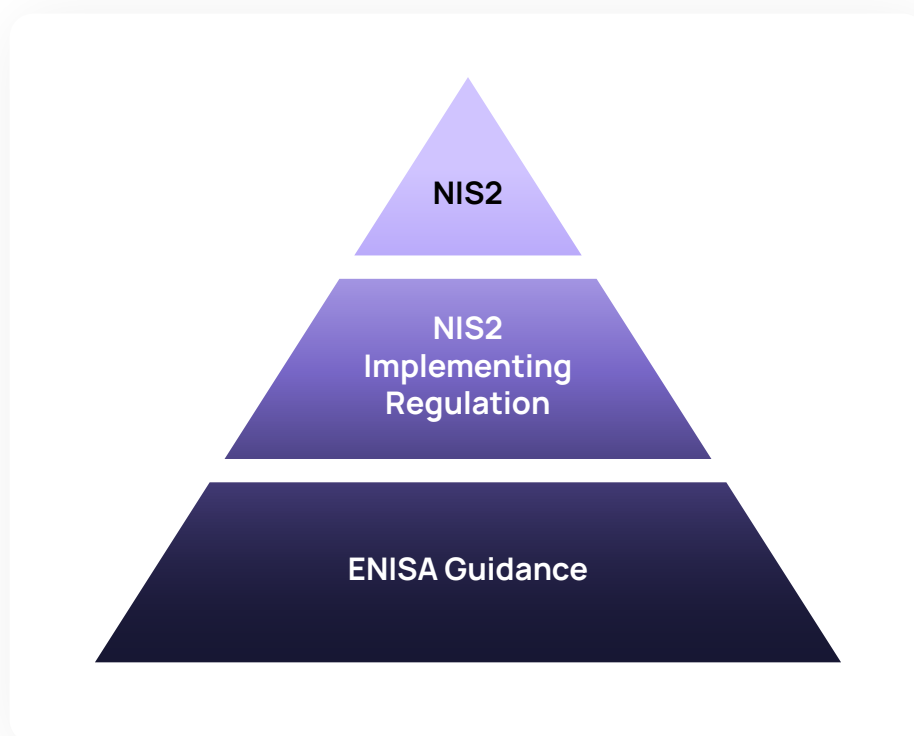 NIS2
NIS2
Implementing
Regulation
ENISA Guidance